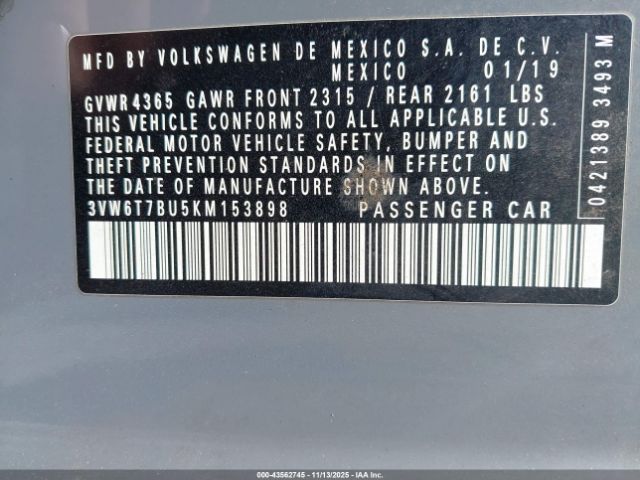 MFD BY VOLKSWAGEN DE MEXICO S.A. DE C.V.
MEXICO 01/19
GVWR 4365 GAWR FRONT 2315 / REAR 2161 LBS
THIS VEHICLE CONFORMS TO ALL APPLICABLE U.S.
FEDERAL MOTOR VEHICLE SAFETY, BUMPER AND
THEFT PREVENTION STANDARDS IN EFFECT ON
THE DATE OF MANUFACTURE SHOWN ABOVE.
3VW6T7BU5KM153898 PASSENGER CAR
0421389 3493 M
000-43562745 - 11/13/2025 - IAA Inc.